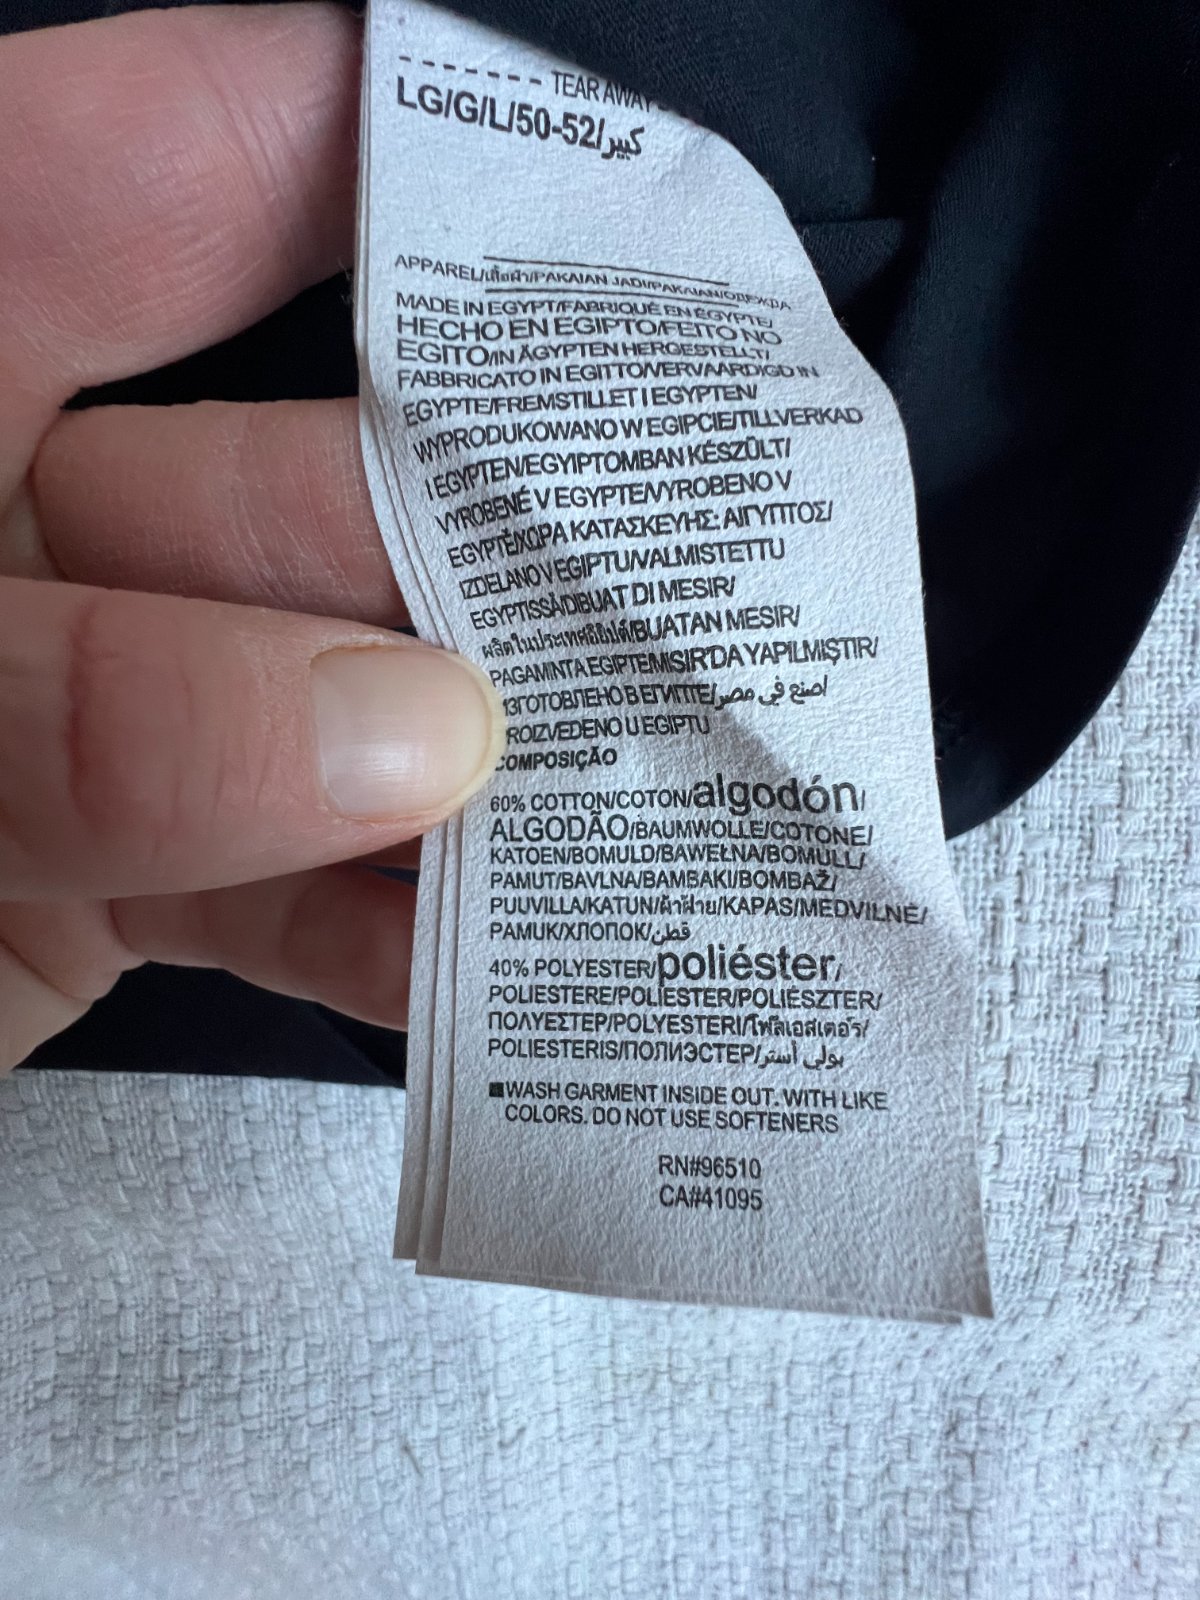 TEAR AWAY
LG/G/L/50-52/كبير
APPAREL/เสื้อผ้า/PAKAIAN JADI/PAKAIAN/ОДЕЖДА
MADE IN EGYPT/FABRIQUÉ EN ÉGYPTE/
HECHO EN EGIPTO/FEITO NO
EGITO/IN ÄGYPTEN HERGESTELLT/
FABBRICATO IN EGITTO/VERVAARDIGD IN
EGYPTE/FREMSTILLET I EGYPTEN/
WYPRODUKOWANO W EGIPCIE/TILLVERKAD
I EGYPTEN/EGYIPTOMBAN KÉSZÜLT/
VYROBENÉ V EGYPTE/VYROBENO V
EGYPTĚ/ΧΩΡΑ ΚΑΤΑΣΚΕΥΗΣ: ΑΙΓΥΠΤΟΣ/
IZDELANO V EGIPTU/VALMISTETTU
EGYPTISSÄ/DIBUAT DI MESIR/
ผลิตในประเทศอียิปต์/BUATAN MESIR/
PAGAMINTA EGIPTE/MISIR'DA YAPILMIŞTIR/
ИЗГОТОВЛЕНО В ЕГИПТЕ/صنع في مصر/
PROIZVEDENO U EGIPTU
COMPOSIÇÃO
60% COTTON/COTON/algodón/
ALGODÃO/BAUMWOLLE/COTONE/
KATOEN/BOMULD/BAWEŁNA/BOMULL/
PAMUT/BAVLNA/BAMBAKI/BOMBAŽ/
PUUVILLA/KATUN/ผ้าฝ้าย/KAPAS/MEDVILNĖ/
PAMUK/ХЛОПОК/قطن
40% POLYESTER/poliéster/
POLIESTERE/POLİESTER/POLIÉSZTER/
ΠΟΛΥΕΣΤΕΡ/POLYESTERI/โพลีเอสเตอร์/
POLIESTERIS/ПОЛИЭСТЕР/بولي أستر
WASH GARMENT INSIDE OUT. WITH LIKE
COLORS. DO NOT USE SOFTENERS
RN#96510
CA#41095